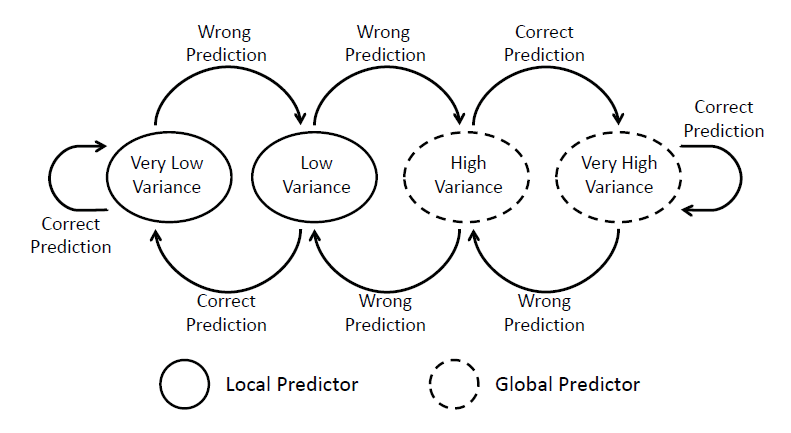 Wrong
Prediction
Wrong
Prediction
Correct
Prediction
Correct
Prediction
Very Low
Variance
Low
Variance
High
Variance
Very High
Variance
Correct
Prediction
Correct
Prediction
Wrong
Prediction
Wrong
Prediction
Local Predictor
Global Predictor